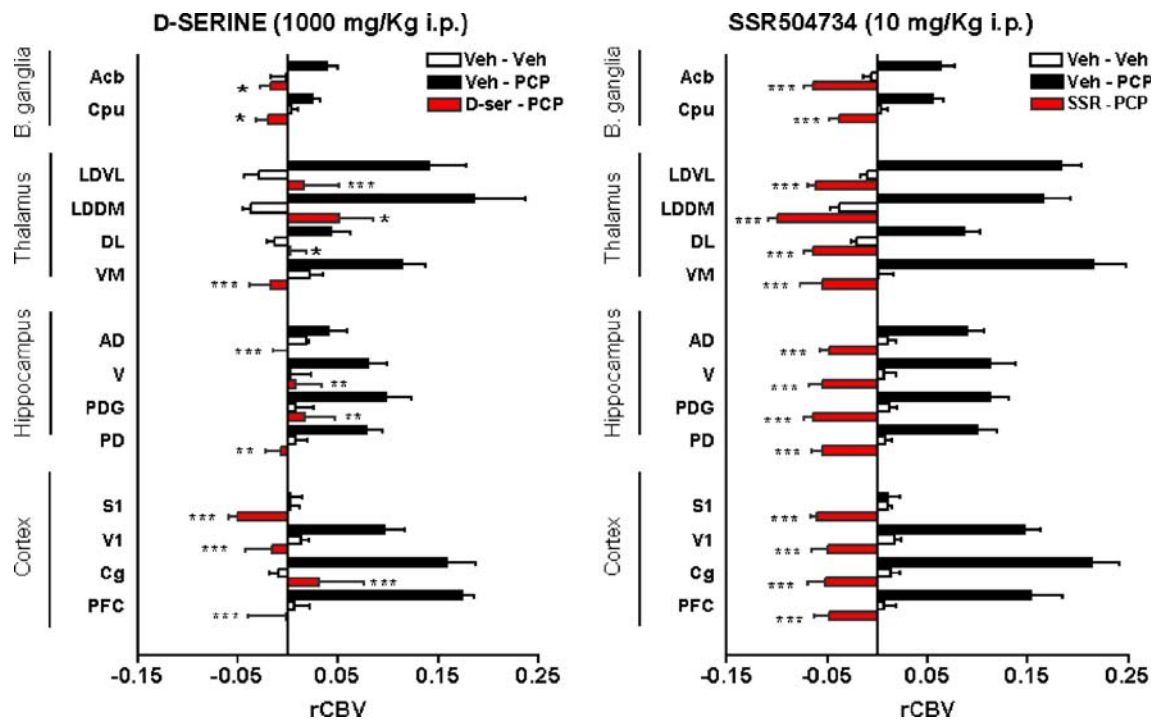 D-SERINE (1000 mg/Kg i.p.)
Veh - Veh
Veh - PCP
D-ser - PCP
B. ganglia
Acb
*
Cpu
*
Thalamus
LDVL
***
LDDM
*
DL
*
VM
***
Hippocampus
AD
***
V
**
PDG
**
PD
**
Cortex
S1
***
V1
***
Cg
***
PFC
***
-0.15 -0.05 0.05 0.15 0.25
rCBV
SSR504734 (10 mg/Kg i.p.)
Veh - Veh
Veh - PCP
SSR - PCP
B. ganglia
Acb
***
Cpu
***
Thalamus
LDVL
***
LDDM
***
DL
***
VM
***
Hippocampus
AD
***
V
***
PDG
***
PD
***
Cortex
S1
***
V1
***
Cg
***
PFC
***
-0.15 -0.05 0.05 0.15 0.25
rCBV